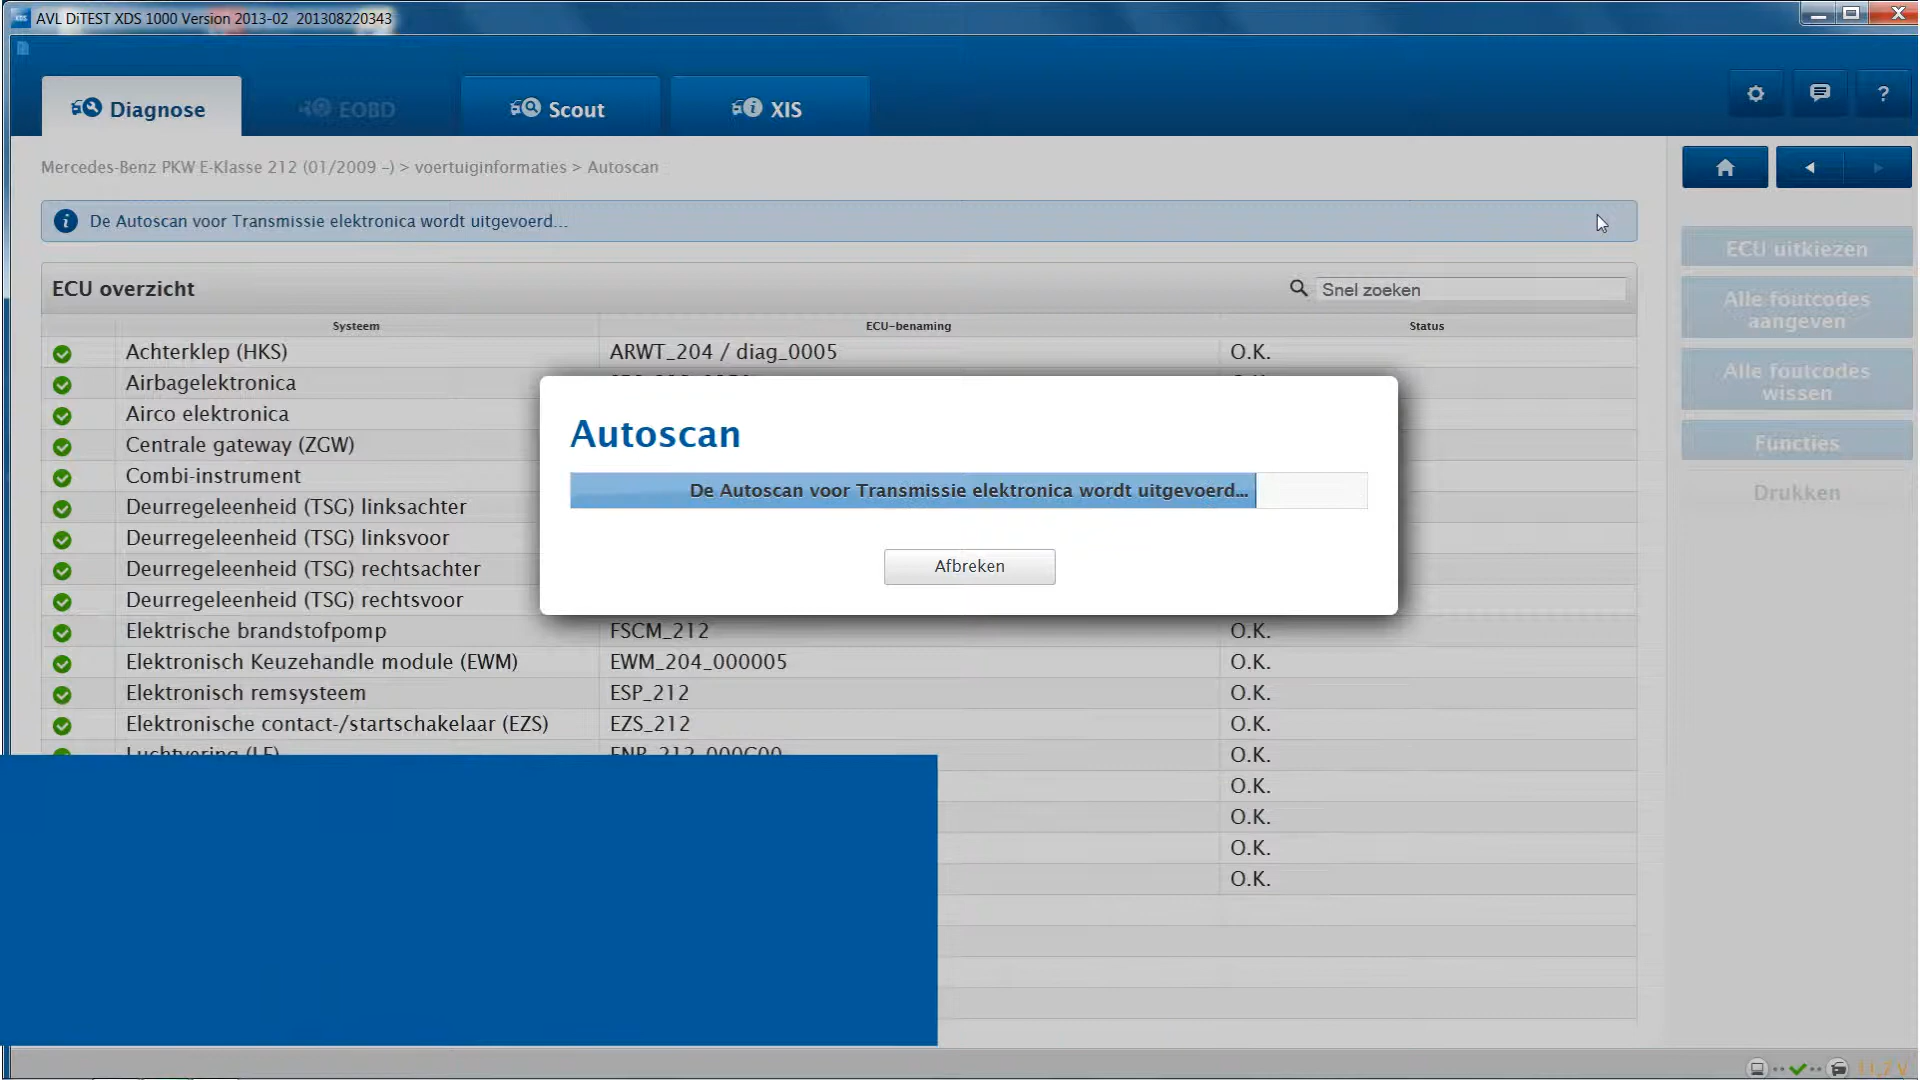 AVL DiTEST XDS 1000 Version 2013-02 201308220343
Diagnose
EOBD
Scout
XIS
?
Mercedes-Benz PKW E-Klasse 212 (01/2009 -) > voertuiginformaties > Autoscan
De Autoscan voor Transmissie elektronica wordt uitgevoerd...
ECU uitkiezen
Alle foutcodes
aangeven
Alle foutcodes
wissen
Functies
Drukken
ECU overzicht
Snel zoeken
Systeem ECU-benaming Status
Achterklep (HKS) ARWT_204 / diag_0005 O.K.
Airbagelektronica
Airco elektronica
Centrale gateway (ZGW)
Combi-instrument
Deurregeleenheid (TSG) linksachter
Deurregeleenheid (TSG) linksvoor
Deurregeleenheid (TSG) rechtsachter
Deurregeleenheid (TSG) rechtsvoor
Autoscan
De Autoscan voor Transmissie elektronica wordt uitgevoerd...
Afbreken
Elektrische brandstofpomp FSCM_212 O.K.
Elektronisch Keuzehandle module (EWM) EWM_204_000005 O.K.
Elektronisch remsysteem ESP_212 O.K.
Elektronische contact-/startschakelaar (EZS) EZS_212 O.K.
O.K.
O.K.
O.K.
O.K.
O.K.